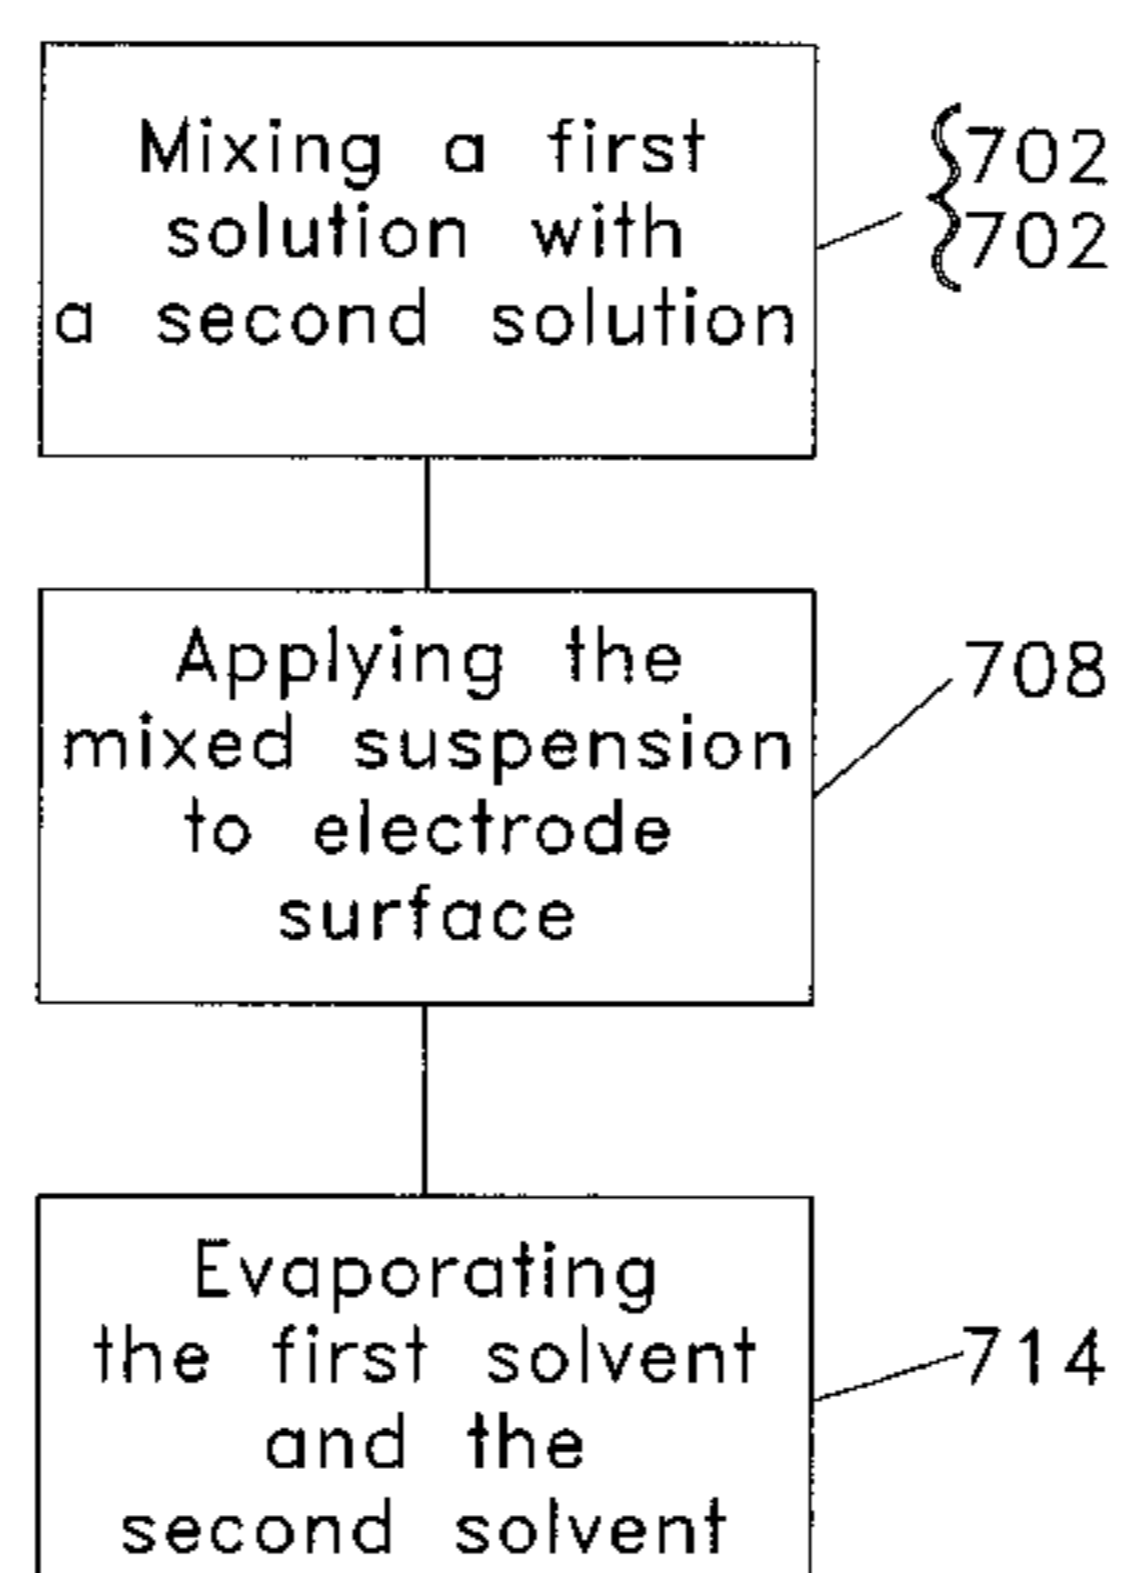 Mixing a first
solution with
a second solution
702
702
Applying the
mixed suspension
to electrode
surface
708
Evaporating
the first solvent
and the
second solvent
714